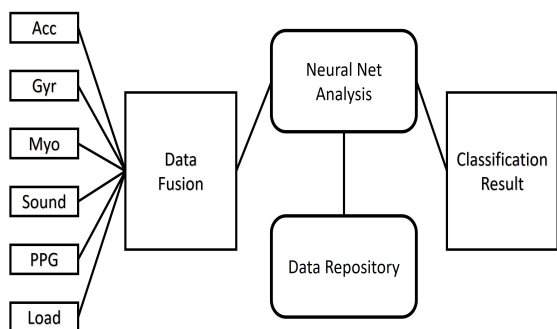 Acc
Gyr
Myo
Sound
PPG
Load
Data
Fusion
Neural Net
Analysis
Data Repository
Classification
Result